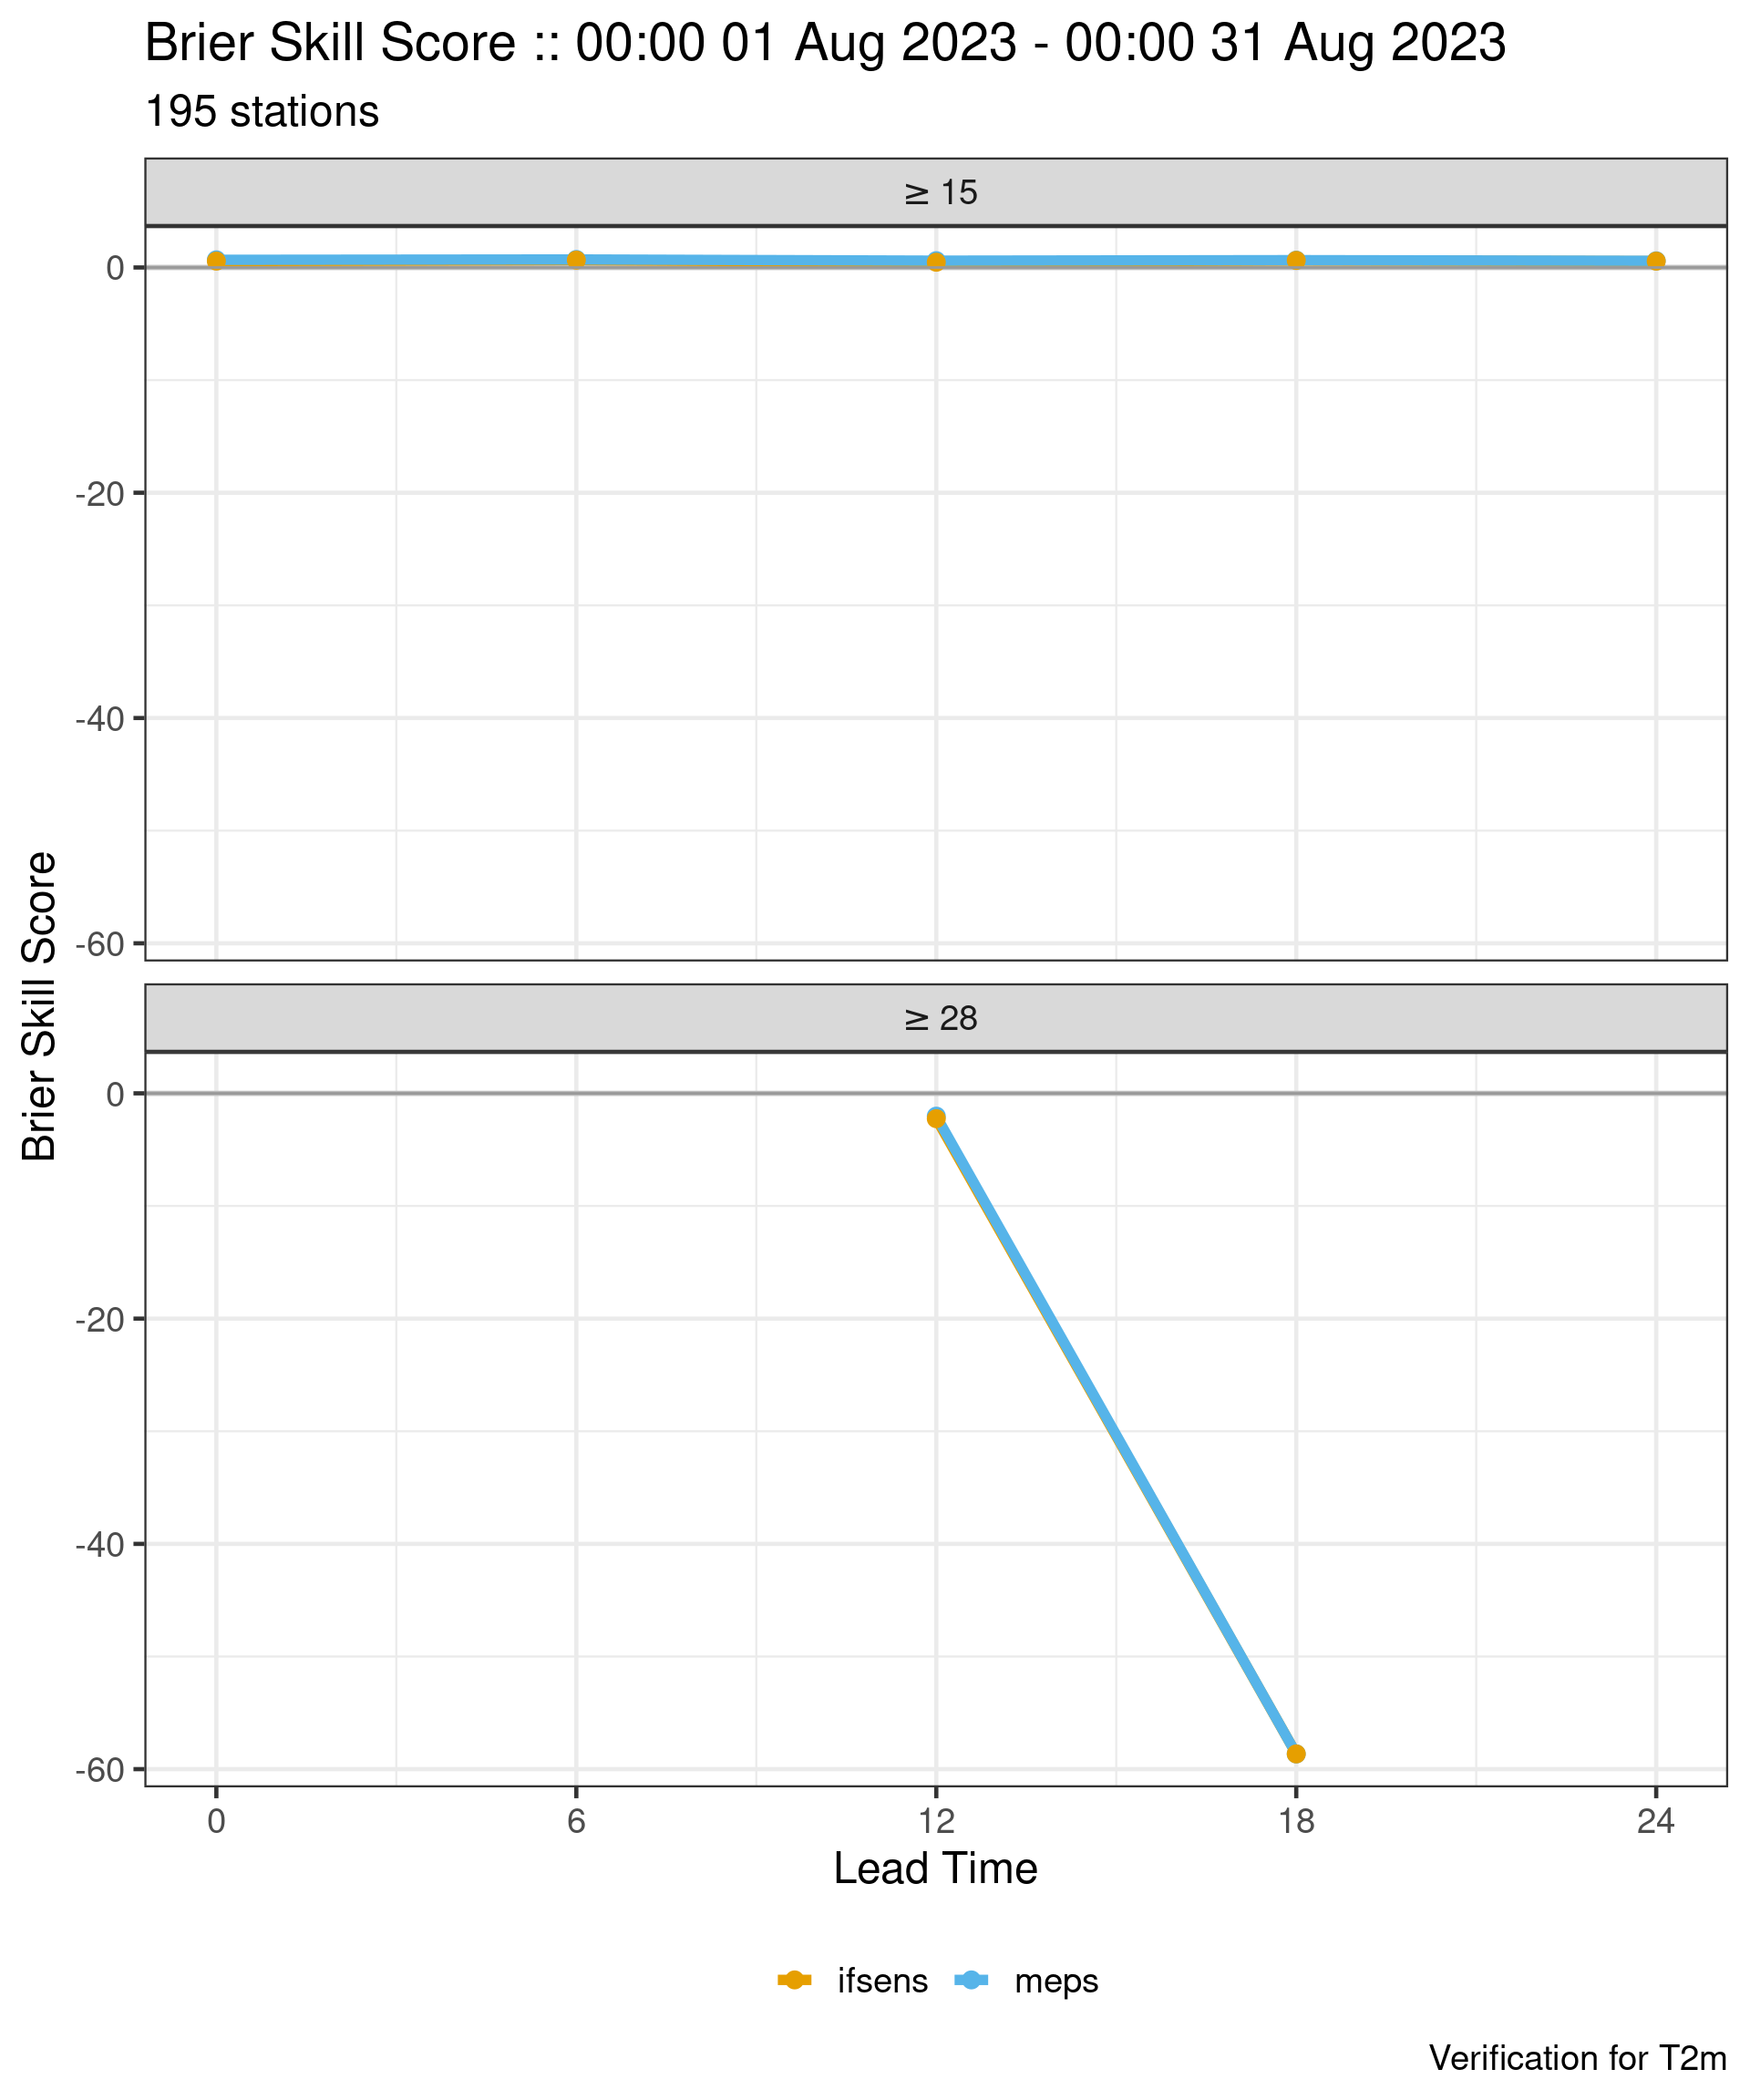 Brier Skill Score :: 00:00 01 Aug 2023 - 00:00 31 Aug 2023
195 stations
≥ 15
0
-20
-40
-60
≥ 28
0
-20
-40
-60
Brier Skill Score
0 6 12 18 24
Lead Time
ifsens meps
Verification for T2m